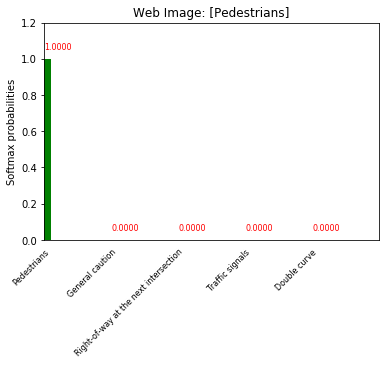 Web Image: [Pedestrians]
Softmax probabilities
1.2
1.0
0.8
0.6
0.4
0.2
0.0
1.0000
0.0000
0.0000
0.0000
0.0000
Pedestrians
General caution
Right-of-way at the next intersection
Traffic signals
Double curve